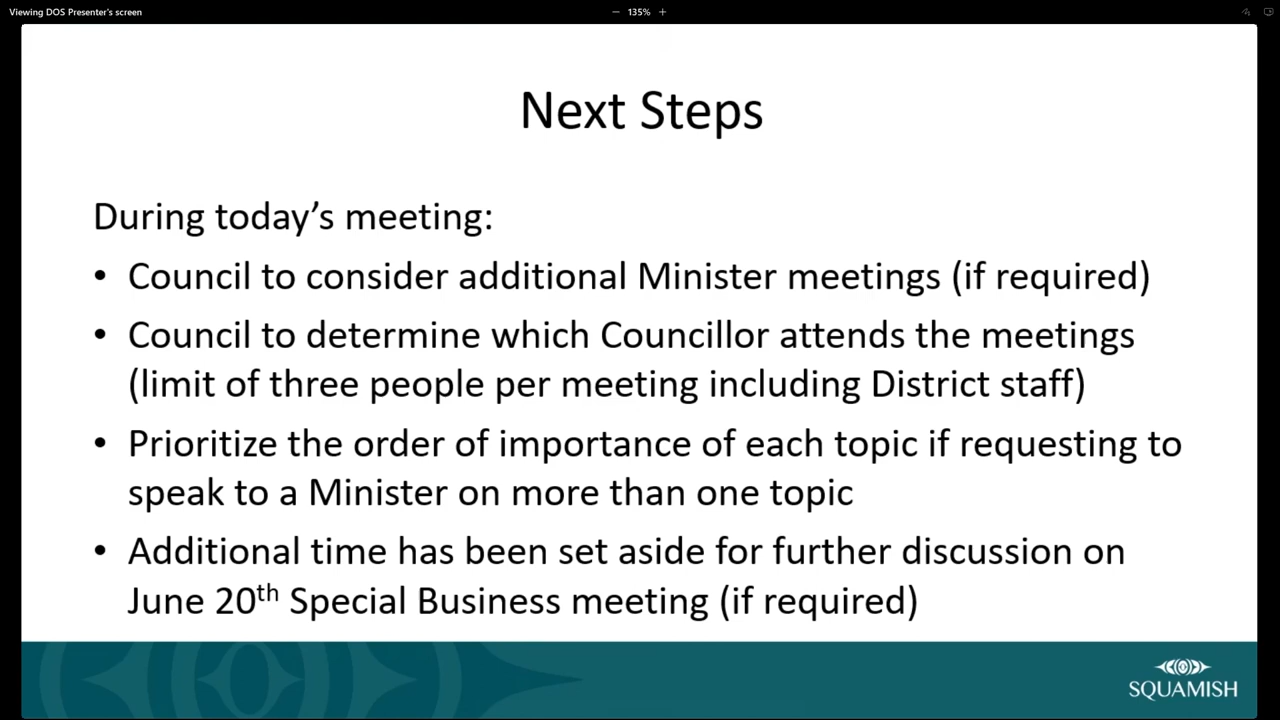 Viewing DOS Presenter's screen
− 135% +
Next Steps
During today’s meeting:
• Council to consider additional Minister meetings (if required)
• Council to determine which Councillor attends the meetings
(limit of three people per meeting including District staff)
• Prioritize the order of importance of each topic if requesting to
speak to a Minister on more than one topic
• Additional time has been set aside for further discussion on
June 20th Special Business meeting (if required)
SQUAMISH